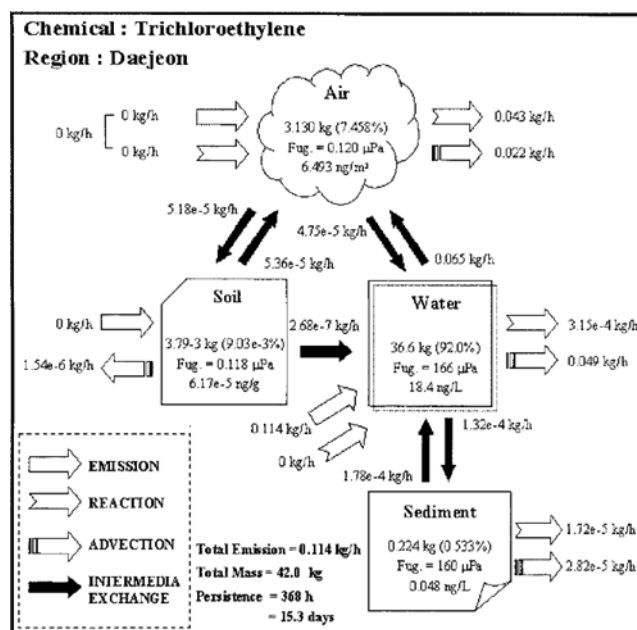 Chemical : Trichloroethylene
Region : Daejeon
Air
3.130 kg (7.458%)
Fug. = 0.120 μPa
6.493 ng/m³
0 kg/h
0 kg/h
0 kg/h
0.043 kg/h
0.022 kg/h
5.18e-5 kg/h
5.36e-5 kg/h
4.75e-5 kg/h
0.065 kg/h
Soil
3.79-3 kg (9.03e-3%)
Fug. = 0.118 μPa
6.17e-5 ng/g
0 kg/h
1.54e-6 kg/h
2.68e-7 kg/h
Water
36.6 kg (92.0%)
Fug. = 166 μPa
18.4 ng/L
3.15e-4 kg/h
0.049 kg/h
0.114 kg/h
0 kg/h
1.78e-4 kg/h
1.32e-4 kg/h
Sediment
0.224 kg (0.533%)
Fug. = 160 μPa
0.048 ng/L
1.72e-5 kg/h
2.82e-5 kg/h
EMISSION
REACTION
ADVECTION
INTERMEDIA
EXCHANGE
Total Emission = 0.114 kg/h
Total Mass = 42.0 kg
Persistence = 368 h
= 15.3 days